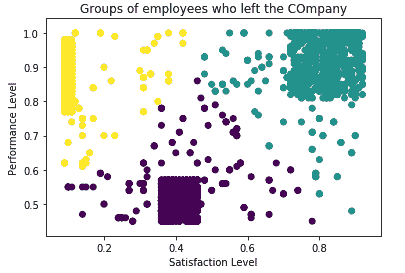 Groups of employees who left the COmpany
1.0
0.9
0.8
0.7
0.6
0.5
Performance Level
0.2 0.4 0.6 0.8
Satisfaction Level